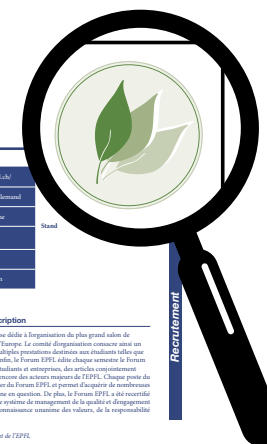 l.ch/
lemand
Stand
cription
se dédie à l'organisation du plus grand salon de
l'Europe. Le comité d'organisation consacre ainsi un
ultiples prestations destinées aux étudiants telles que
nfin, le Forum EPFL édite chaque semestre le Forum
tudiants et entreprises, des articles conjointement
encore des acteurs majeurs de l'EPFL. Chaque poste du
er du Forum EPFL et permet d'acquérir de nombreuses
ne en question. De plus, le Forum EPFL a été recertifié
e système de management de la qualité et d'engagement
onnaissance unanime des valeurs, de la responsabilité
nt de l'EPFL
Recrutement